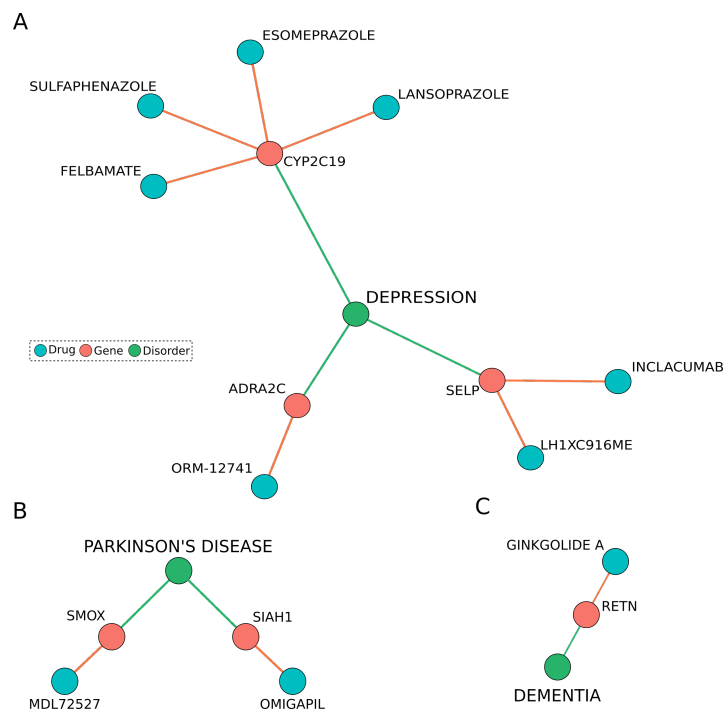 A
ESOMEPRAZOLE
SULFAPHENAZOLE
LANSOPRAZOLE
CYP2C19
FELBAMATE
DEPRESSION
Drug Gene Disorder
INCLACUMAB
ADRA2C
SELP
LH1XC916ME
ORM-12741
B
PARKINSON'S DISEASE
SMOX
SIAH1
MDL72527
OMIGAPIL
C
GINKGOLIDE A
RETN
DEMENTIA